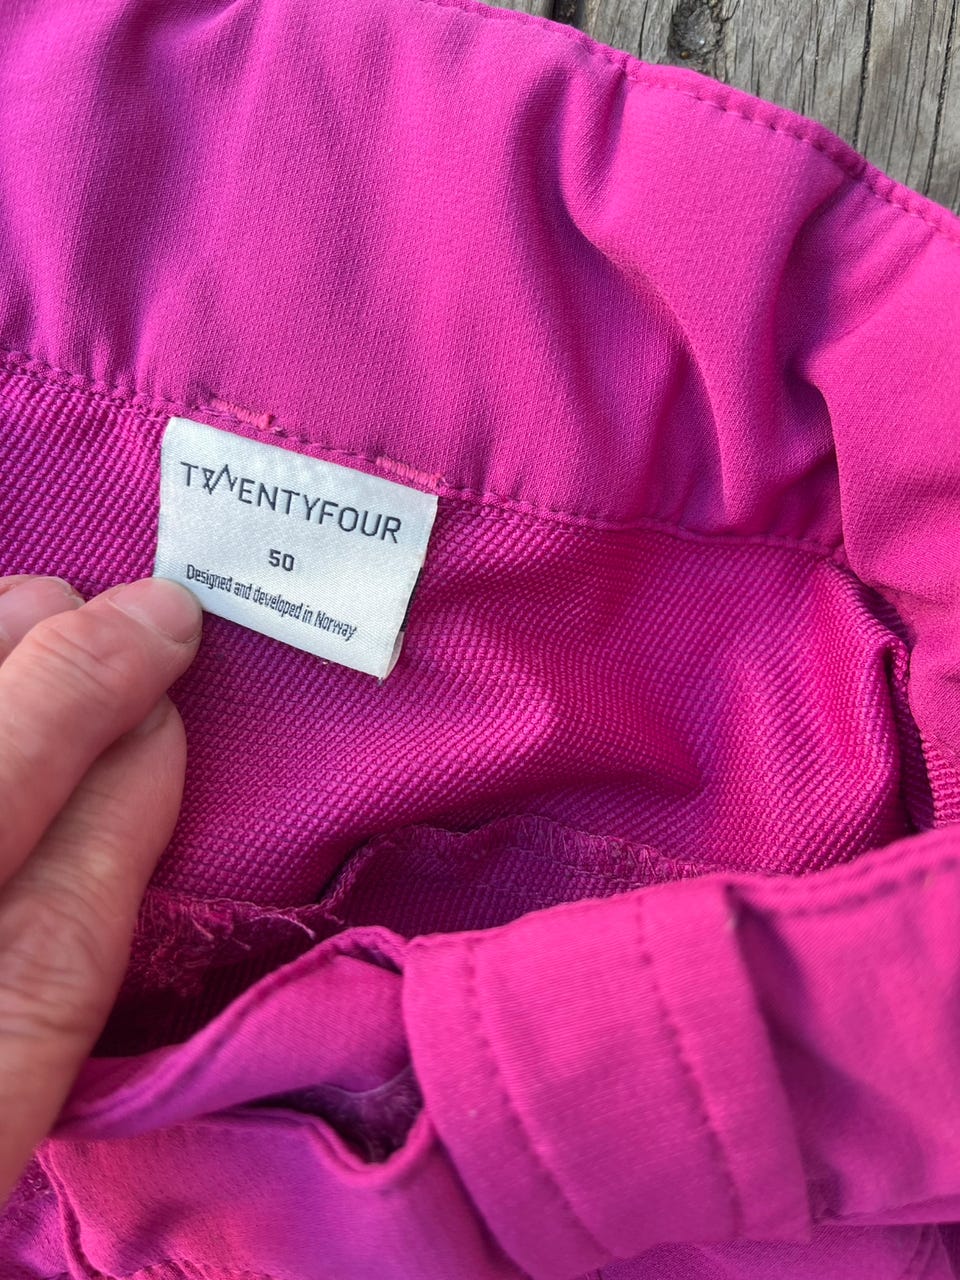 TWENTYFOUR
50
Designed and developed in Norway